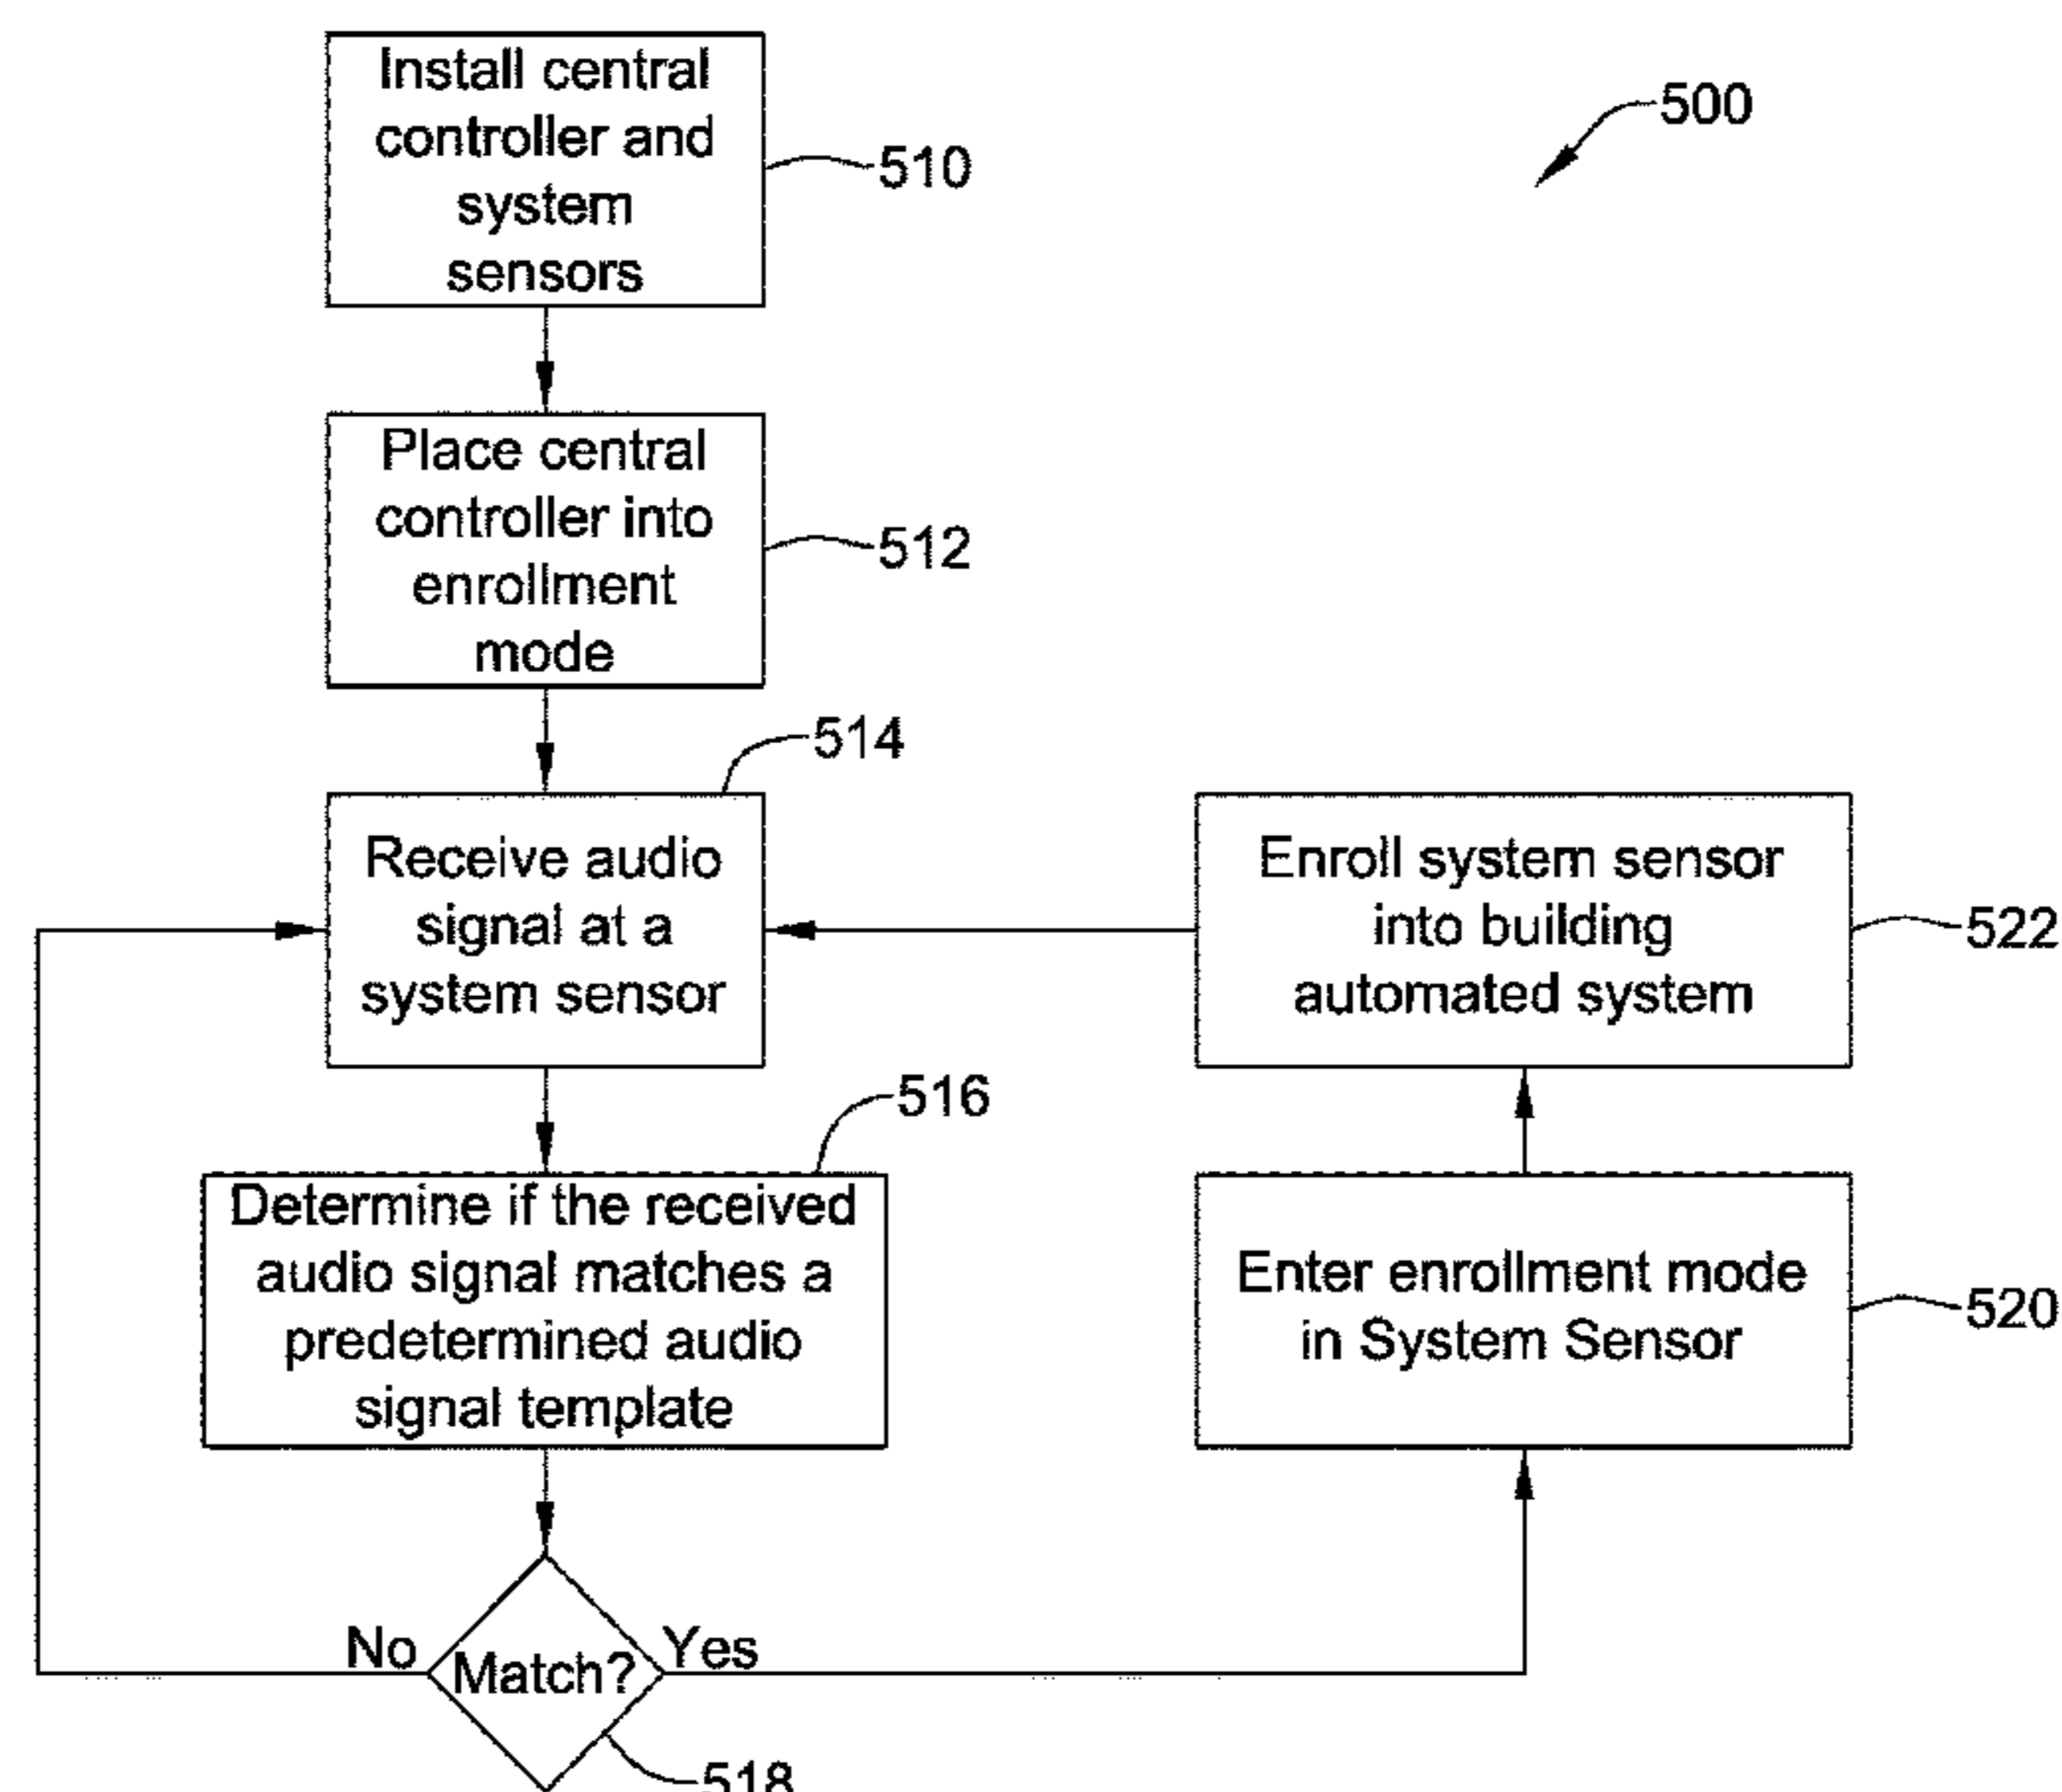 Install central
controller and
system
sensors
510
500
Place central
controller into
enrollment
mode
512
514
Receive audio
signal at a
system sensor
Enroll system sensor
into building
automated system
522
516
Determine if the received
audio signal matches a
predetermined audio
signal template
Enter enrollment mode
in System Sensor
520
No
Match?
Yes
518